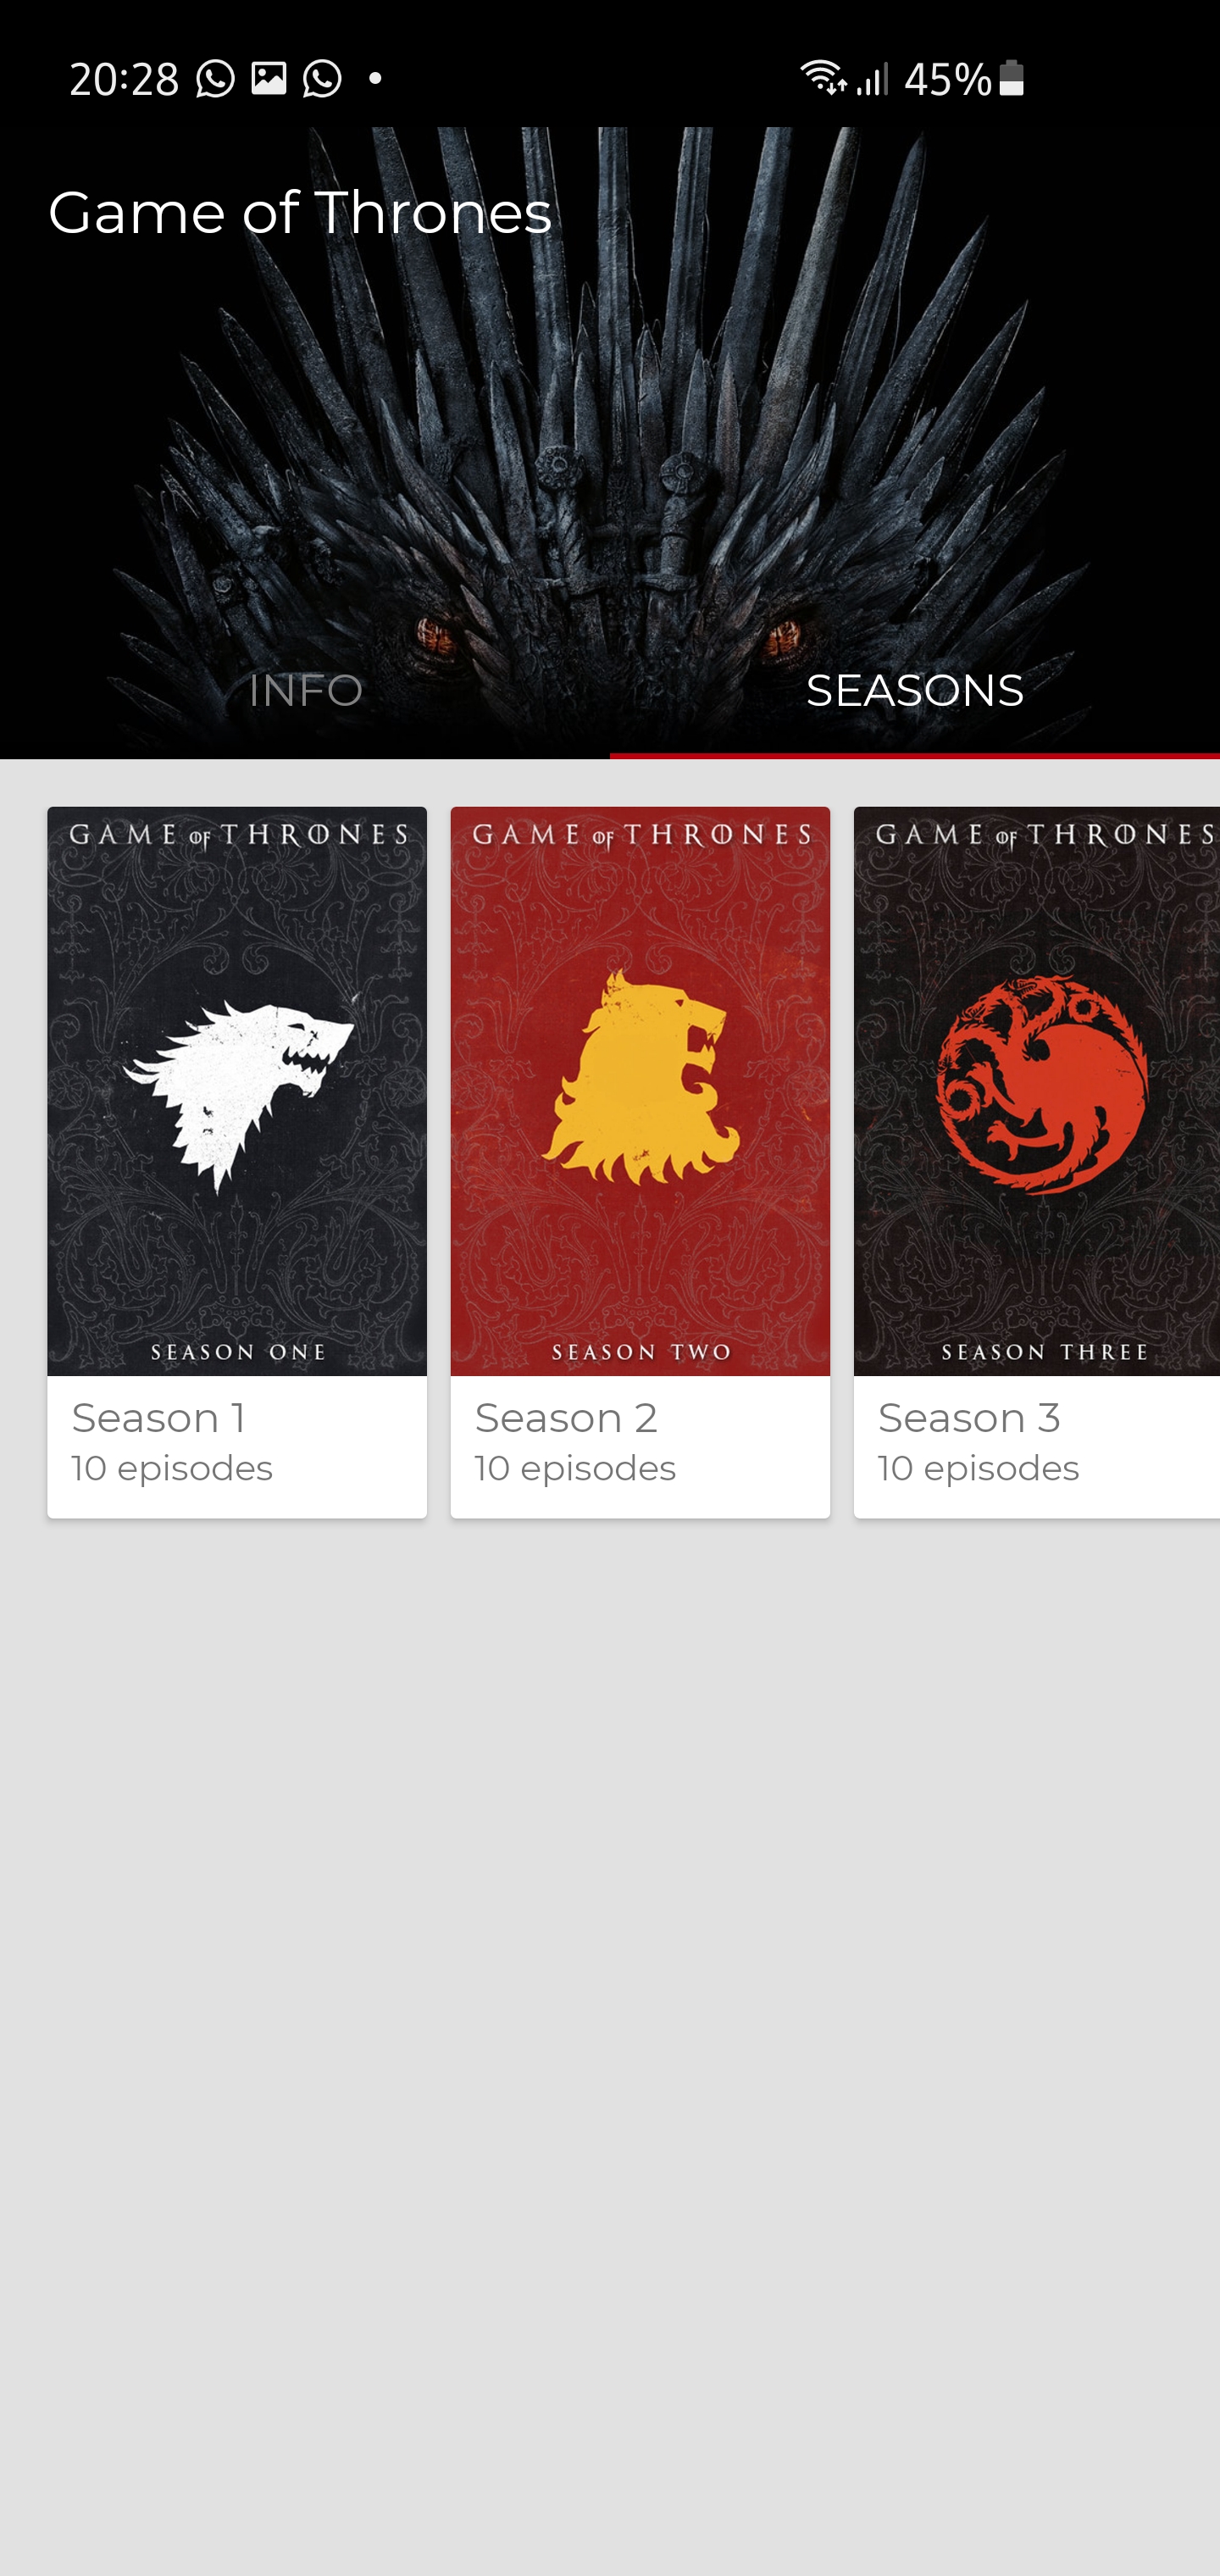 20:28
45%
Game of Thrones
INFO
SEASONS
GAME OF THRONES
SEASON ONE
Season 1
10 episodes
GAME OF THRONES
SEASON TWO
Season 2
10 episodes
GAME OF THRONES
SEASON THREE
Season 3
10 episodes